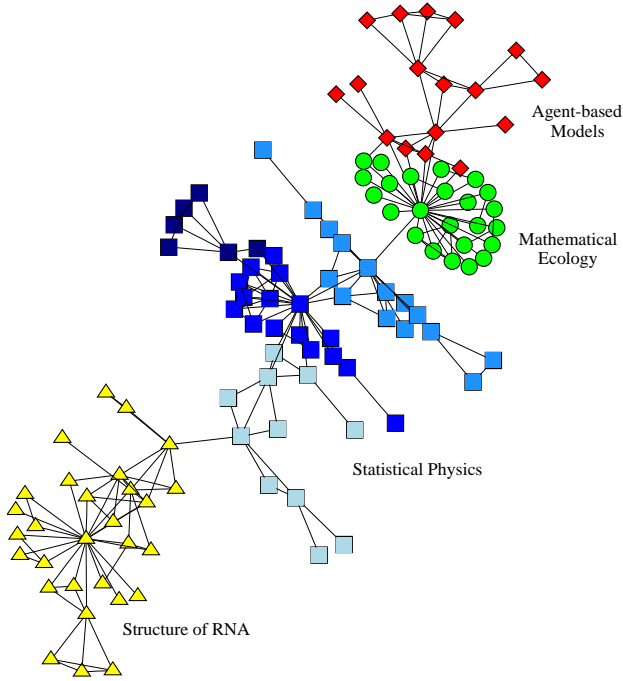 Agent-based
Models
Mathematical
Ecology
Statistical Physics
Structure of RNA